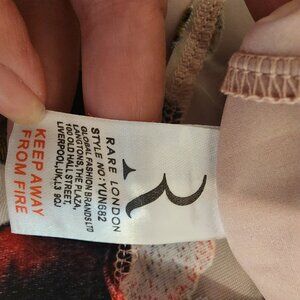 R
RARE LONDON
STYLE NO:YUN682
GLOBAL FASHION BRANDS LTD
LANGTONS,THE PLAZA,
100 OLD HALL STREET,
LIVERPOOL,UK,L3 9QJ
KEEP AWAY
FROM FIRE